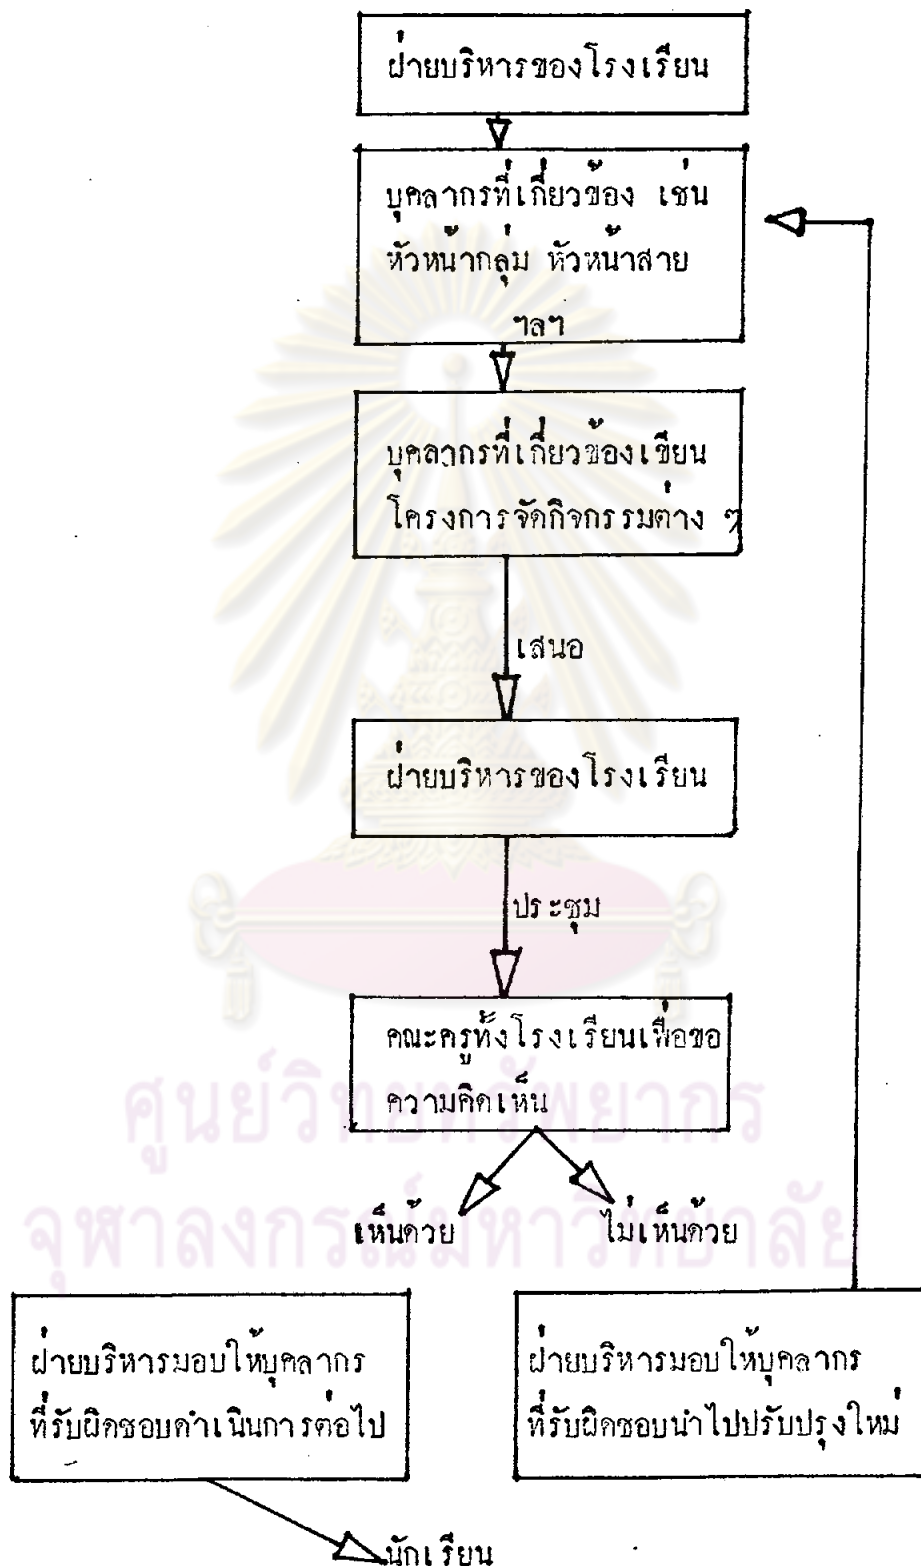 ฝ่ายบริหารของโรงเรียน
บุคลากรที่เกี่ยวข้อง เช่น
หัวหน้ากลุ่ม หัวหน้าสาย
ฯลฯ
บุคลากรที่เกี่ยวข้องเขียน
โครงการจัดกิจกรรมต่าง ๆ
เสนอ
ฝ่ายบริหารของโรงเรียน
ประชุม
คณะครูทั้งโรงเรียนเพื่อขอ
ความคิดเห็น
ศูนย์วิทยทรัพยากร
เห็นด้วย
ไม่เห็นด้วย
จุฬาลงกรณ์มหาวิทยาลัย
ฝ่ายบริหารมอบให้บุคลากร
ที่รับผิดชอบดำเนินการต่อไป
ฝ่ายบริหารมอบให้บุคลากร
ที่รับผิดชอบนำไปปรับปรุงใหม่
นักเรียน